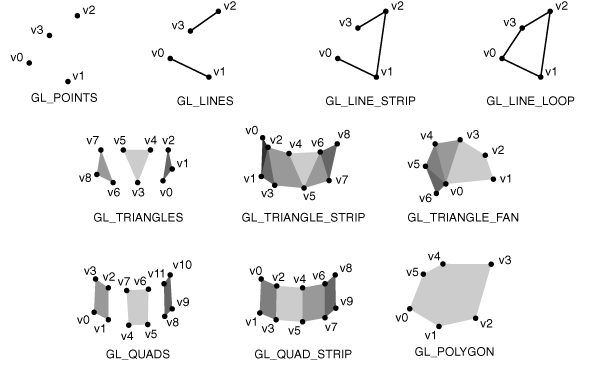 v2
v3
v0
v1
GL_POINTS
v2
v3
v0
v1
GL_LINES
v2
v3
v0
v1
GL_LINE_STRIP
v2
v3
v0
v1
GL_LINE_LOOP
v7 v5 v4 v2
v1
v8
v6 v3 v0
GL_TRIANGLES
v0
v2 v4 v6 v8
v1
v3 v5 v7
GL_TRIANGLE_STRIP
v4 v3
v2
v5
v1
v0
v6
GL_TRIANGLE_FAN
v3 v2 v7 v6 v11 v10
v0 v1 v4 v5 v8 v9
GL_QUADS
v0 v2 v4 v6 v8
v1 v3 v5 v7 v9
GL_QUAD_STRIP
v4 v3
v5
v0
v1 v2
GL_POLYGON